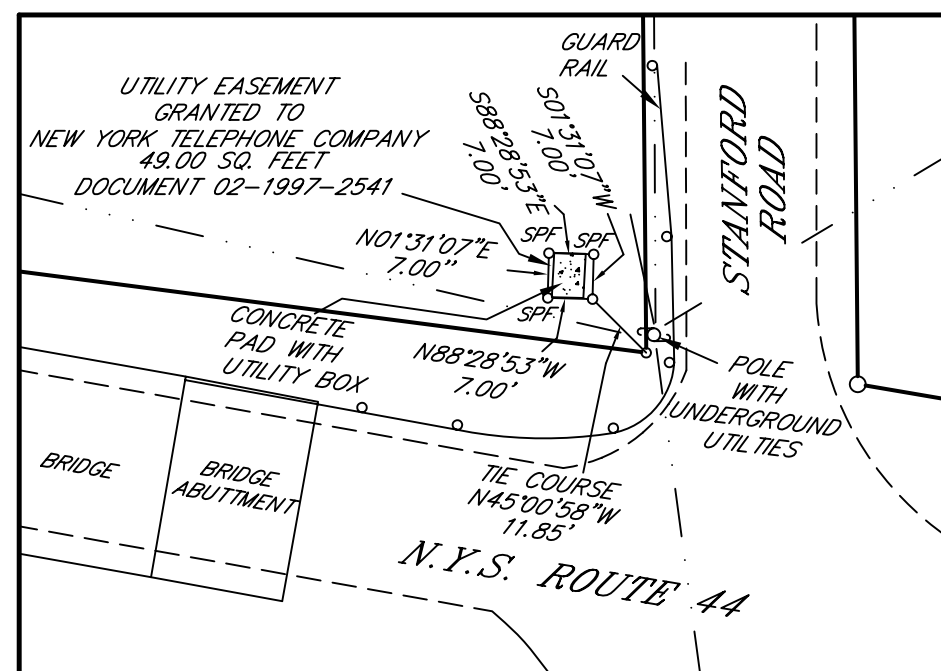 GUARD
RAIL
UTILITY EASEMENT
GRANTED TO
NEW YORK TELEPHONE COMPANY
49.00 SQ. FEET
DOCUMENT 02-1997-2541
S88°28'53"E
7.00'
S01°31'07"W
7.00'
STANFORD
ROAD
N01°31'07"E
7.00"
SPF
SPF
SPF
CONCRETE
PAD WITH
UTILITY BOX
N88°28'53"W
7.00'
POLE
WITH
UNDERGROUND
UTILTIES
BRIDGE
BRIDGE
ABUTTMENT
TIE COURSE
N45°00'58"W
11.85'
N.Y.S. ROUTE 44